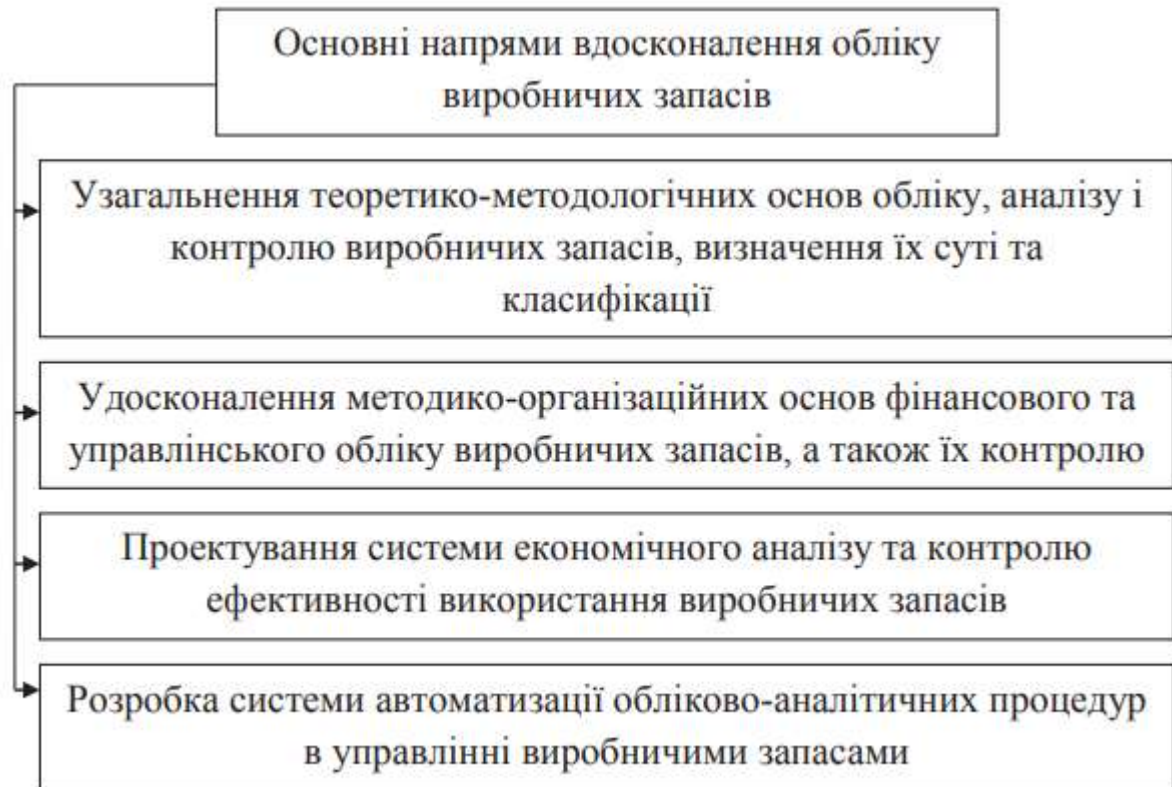 Основні напрями вдосконалення обліку
виробничих запасів
Узагальнення теоретико-методологічних основ обліку, аналізу і
контролю виробничих запасів, визначення їх суті та
класифікації
Удосконалення методико-організаційних основ фінансового та
управлінського обліку виробничих запасів, а також їх контролю
Проектування системи економічного аналізу та контролю
ефективності використання виробничих запасів
Розробка системи автоматизації обліково-аналітичних процедур
в управлінні виробничими запасами